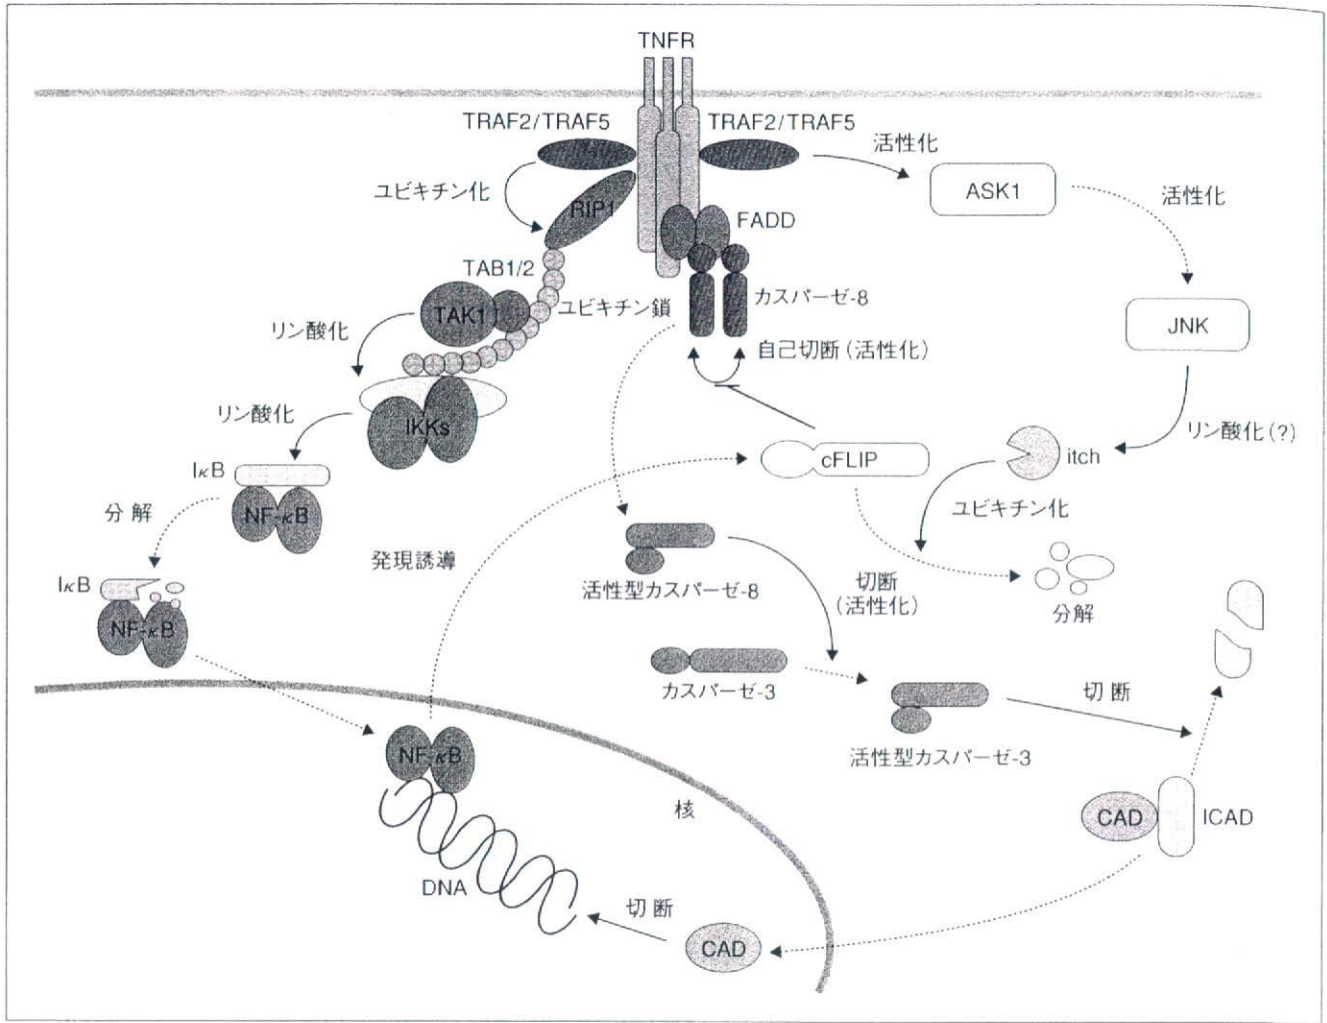 TNFR
TRAF2/TRAF5
TRAF2/TRAF5
活性化
ユビキチン化
RIP1
FADD
ASK1
活性化
TAB1/2
TAK1
ユビキチン鎖
カスパーゼ-8
JNK
リン酸化
自己切断(活性化)
リン酸化
IKKs
リン酸化(?)
cFLIP
itch
IκB
NF-κB
分 解
ユビキチン化
発現誘導
活性型カスパーゼ-8
切断
(活性化)
分解
IκB
NF-κB
カスパーゼ-3
切 断
活性型カスパーゼ-3
NF-κB
核
CAD
ICAD
DNA
切 断
CAD